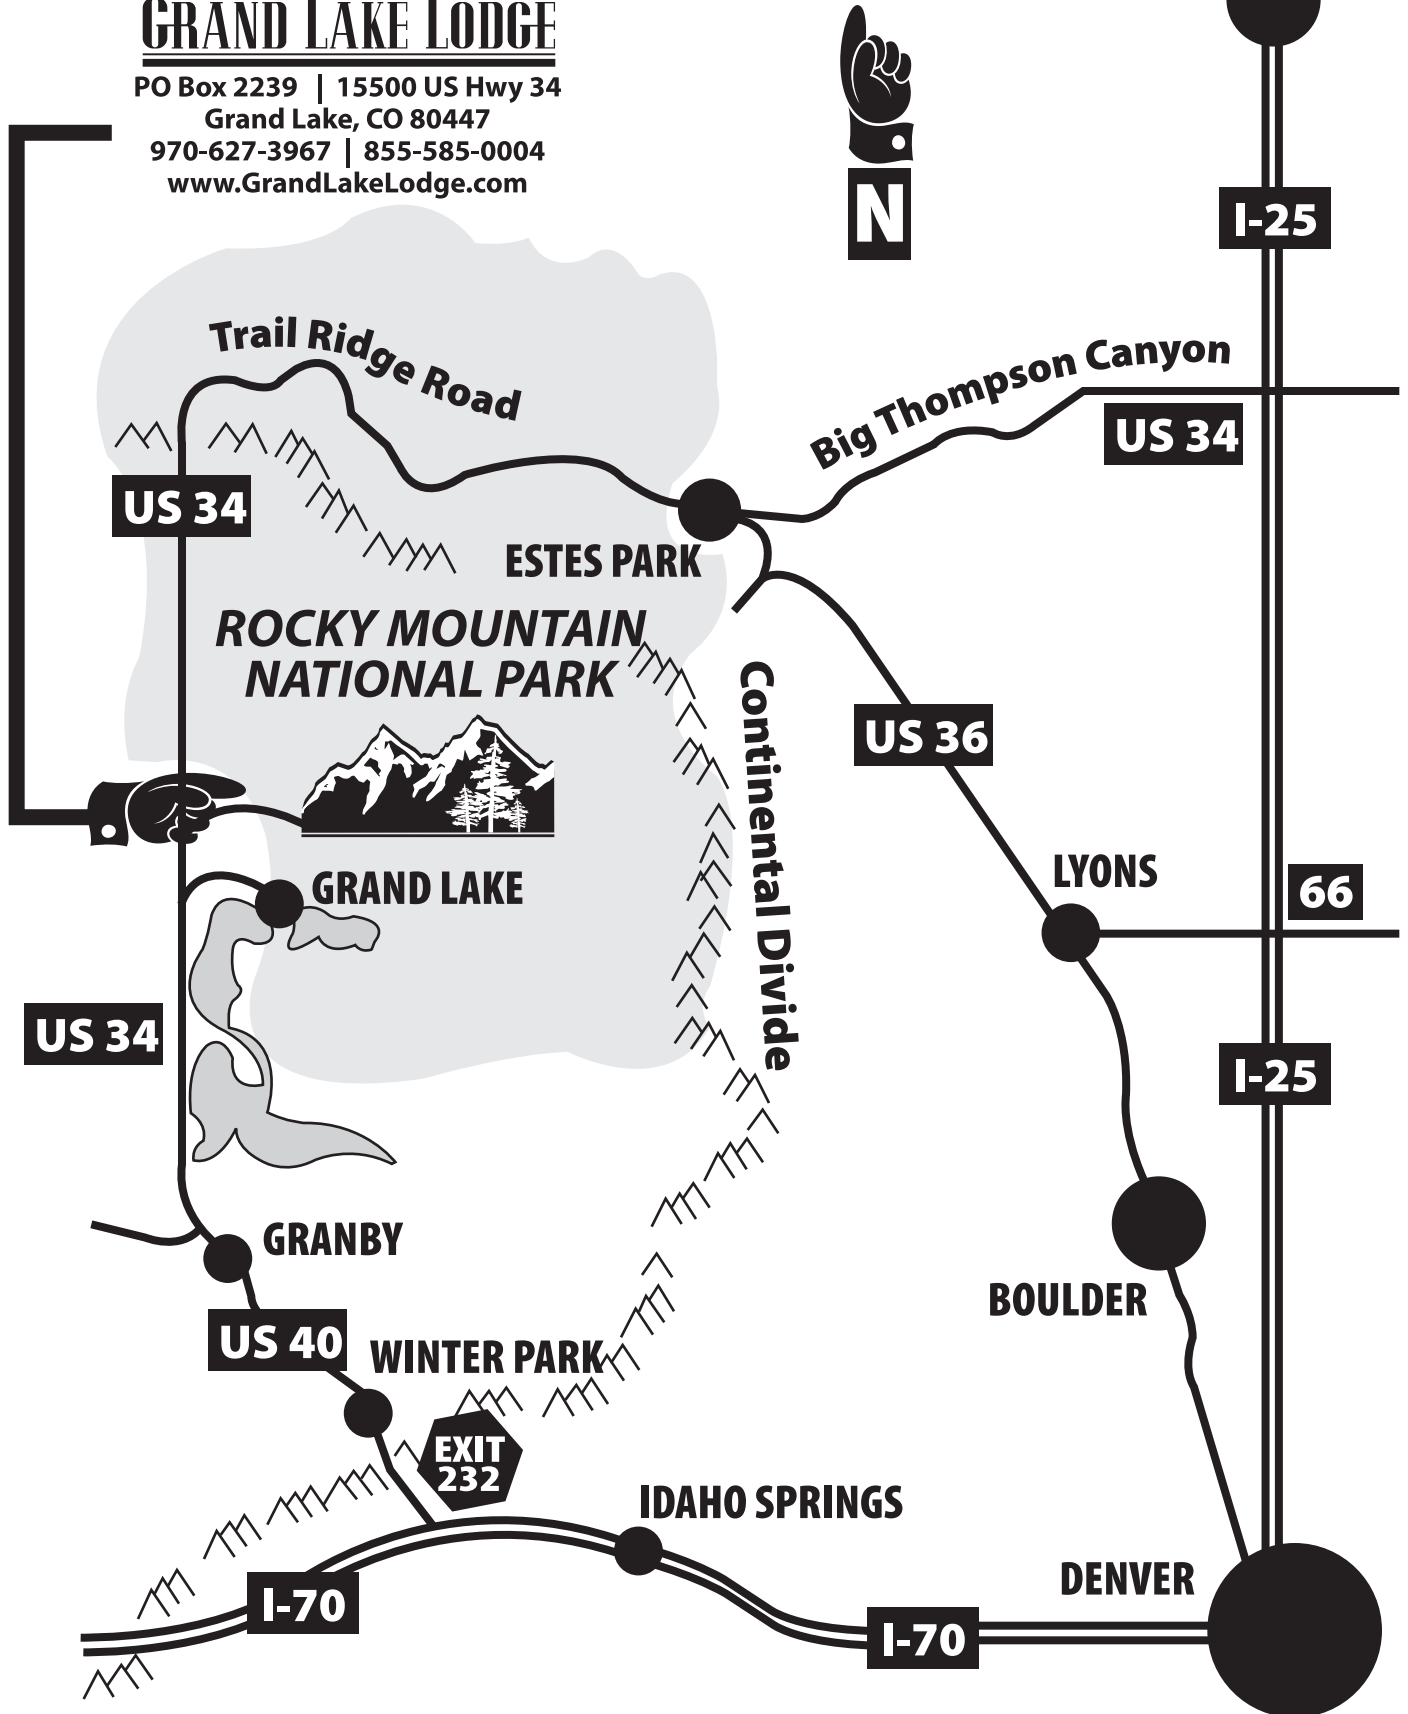 GRAND LAKE LODGE
PO Box 2239 | 15500 US Hwy 34
Grand Lake, CO 80447
970-627-3967 | 855-585-0004
www.GrandLakeLodge.com
N
I-25
Trail Ridge Road
Big Thompson Canyon
US 34
US 34
ESTES PARK
ROCKY MOUNTAIN
NATIONAL PARK
Continental Divide
US 36
LYONS
66
GRAND LAKE
US 34
I-25
GRANBY
BOULDER
US 40
WINTER PARK
EXIT
232
IDAHO SPRINGS
DENVER
I-70
I-70